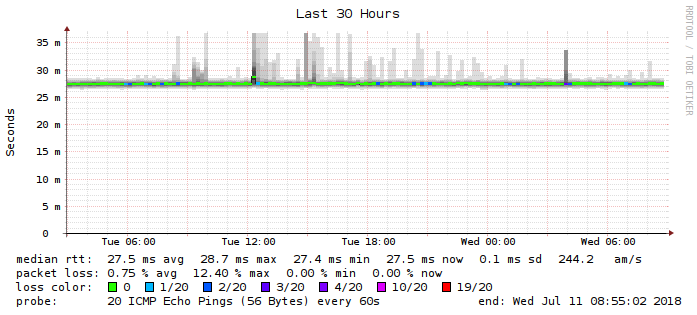 Last 30 Hours
RRDTOOL / TOBI OETIKER
Seconds
35 m
30 m
25 m
20 m
15 m
10 m
5 m
0
Tue 06:00 Tue 12:00 Tue 18:00 Wed 00:00 Wed 06:00
median rtt: 27.5 ms avg 28.7 ms max 27.4 ms min 27.5 ms now 0.1 ms sd 244.2 am/s
packet loss: 0.75 % avg 12.40 % max 0.00 % min 0.00 % now
loss color: 0 1/20 2/20 3/20 4/20 10/20 19/20
probe: 20 ICMP Echo Pings (56 Bytes) every 60s end: Wed Jul 11 08:55:02 2018